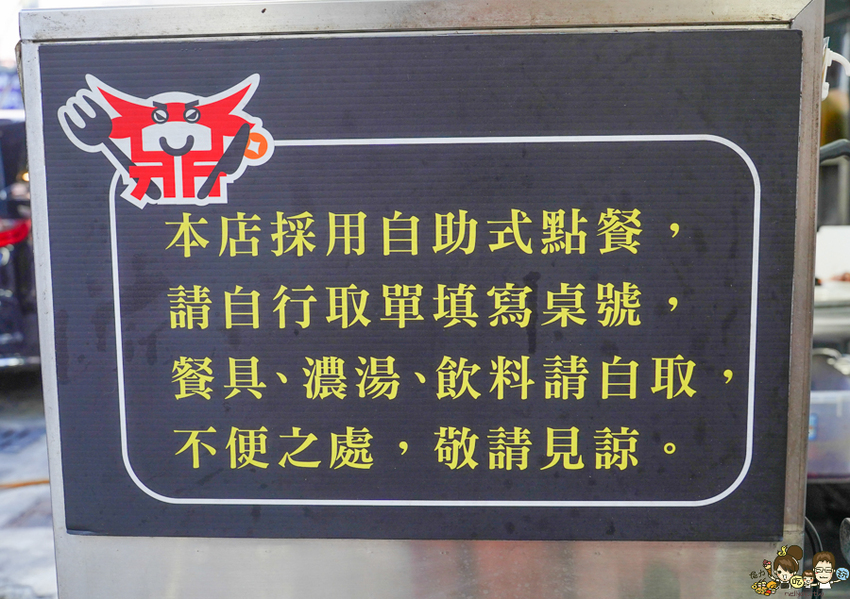 本店採用自助式點餐，
請自行取單填寫桌號，
餐具、濃湯、飲料請自取，
不便之處，敬請見諒。